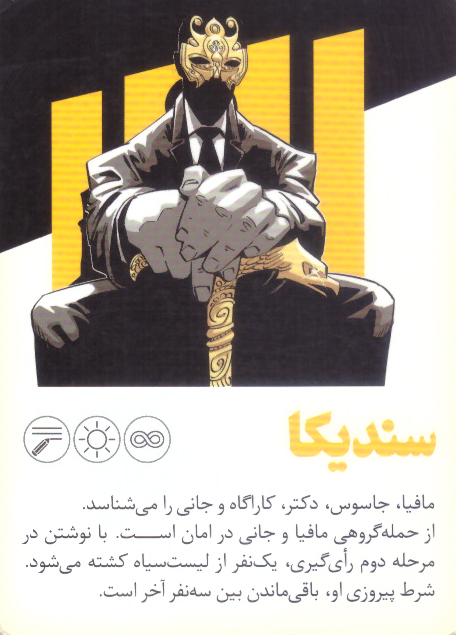 سندیکا
مافیا، جاسوس، دکتر، کاراگاه و جانی را می‌شناسد.
از حمله‌گروهی مافیا و جانی در امان اســـت. با نوشتن در
مرحله دوم رأی‌گیری، یک‌نفر از لیست‌سیاه کشته می‌شود.
شرط پیروزی او، باقی‌ماندن بین سه‌نفر آخر است.